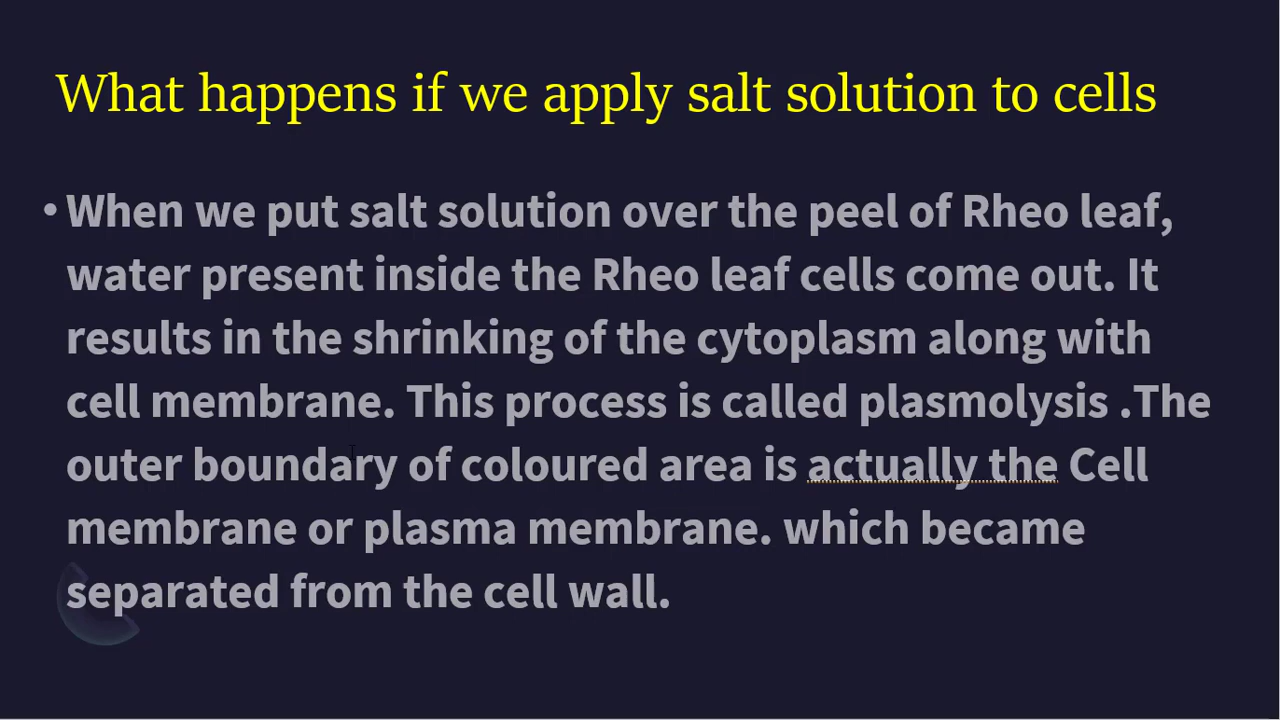 What happens if we apply salt solution to cells
• When we put salt solution over the peel of Rheo leaf,
water present inside the Rheo leaf cells come out. It
results in the shrinking of the cytoplasm along with
cell membrane. This process is called plasmolysis .The
outer boundary of coloured area is actually the Cell
membrane or plasma membrane. which became
separated from the cell wall.